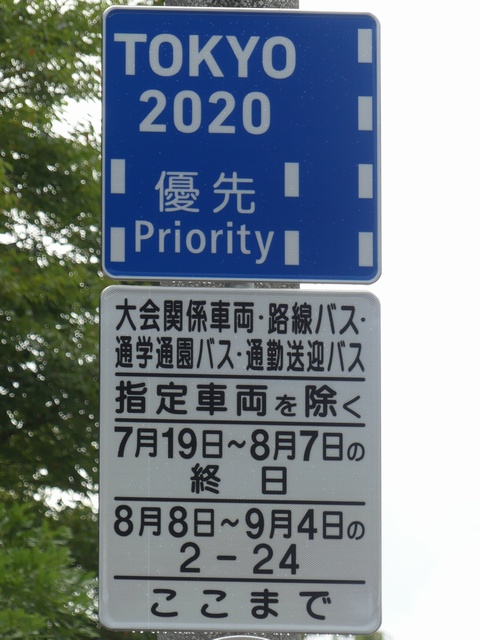 TOKYO
2020
優先
Priority
大会関係車両・路線バス・
通学通園バス・通勤送迎バス
指定車両を除く
7月19日～8月7日の
終日
8月8日～9月4日の
2－24
ここまで